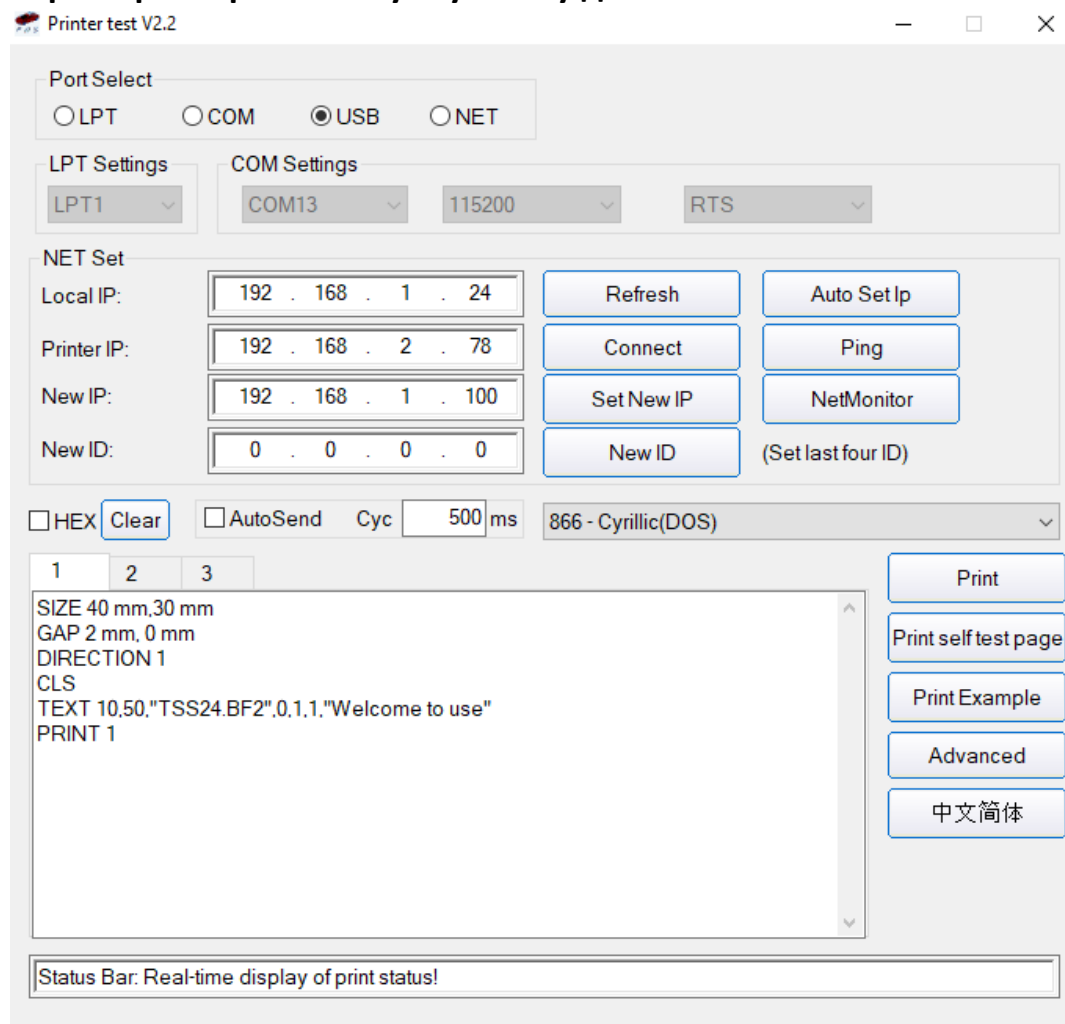 Printer test V2.2
Port Select
LPT COM USB NET
LPT Settings COM Settings
LPT1 COM13 115200 RTS
NET Set
Local IP: 192 . 168 . 1 . 24 Refresh Auto Set Ip
Printer IP: 192 . 168 . 2 . 78 Connect Ping
New IP: 192 . 168 . 1 . 100 Set New IP NetMonitor
New ID: 0 . 0 . 0 . 0 New ID (Set last four ID)
HEX Clear AutoSend Cyc 500 ms 866 - Cyrillic(DOS)
1 2 3
Print
SIZE 40 mm,30 mm
GAP 2 mm, 0 mm
DIRECTION 1
CLS
TEXT 10,50,"TSS24.BF2",0,1,1,"Welcome to use"
PRINT 1
Print self test page
Print Example
Advanced
中文简体
Status Bar: Real-time display of print status!